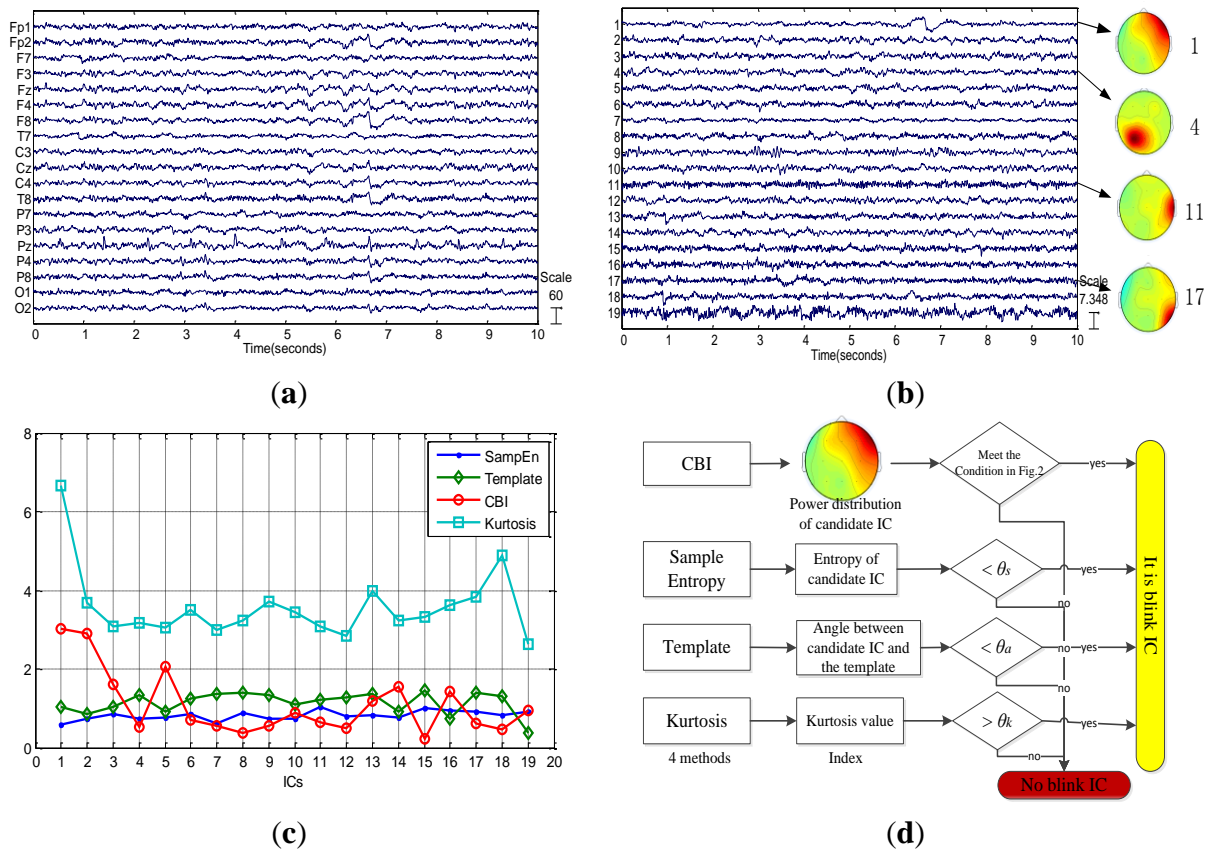 Fp1
Fp2
F7
F3
Fz
F4
F8
T7
C3
Cz
C4
T8
P7
P3
Pz
P4
P8
O1
O2
Scale
60
0 1 2 3 4 5 6 7 8 9 10
Time(seconds)
(a)
1
2
3
4
5
6
7
8
9
10
11
12
13
14
15
16
17
18
19
Scale
7.348
0 1 2 3 4 5 6 7 8 9 10
Time(seconds)
1
4
11
17
(b)
8
6
4
2
0
0 1 2 3 4 5 6 7 8 9 10 11 12 13 14 15 16 17 18 19 20
ICs
SampEn
Template
CBI
Kurtosis
(c)
CBI
Power distribution
of candidate IC
Meet the
Condition in Fig.2
yes
Sample
Entropy
Entropy of
candidate IC
< θs
yes
no
Template
Angle between
candidate IC and
the template
< θa
no
yes
no
Kurtosis
Kurtosis value
> θk
yes
no
4 methods
Index
It is blink IC
No blink IC
(d)